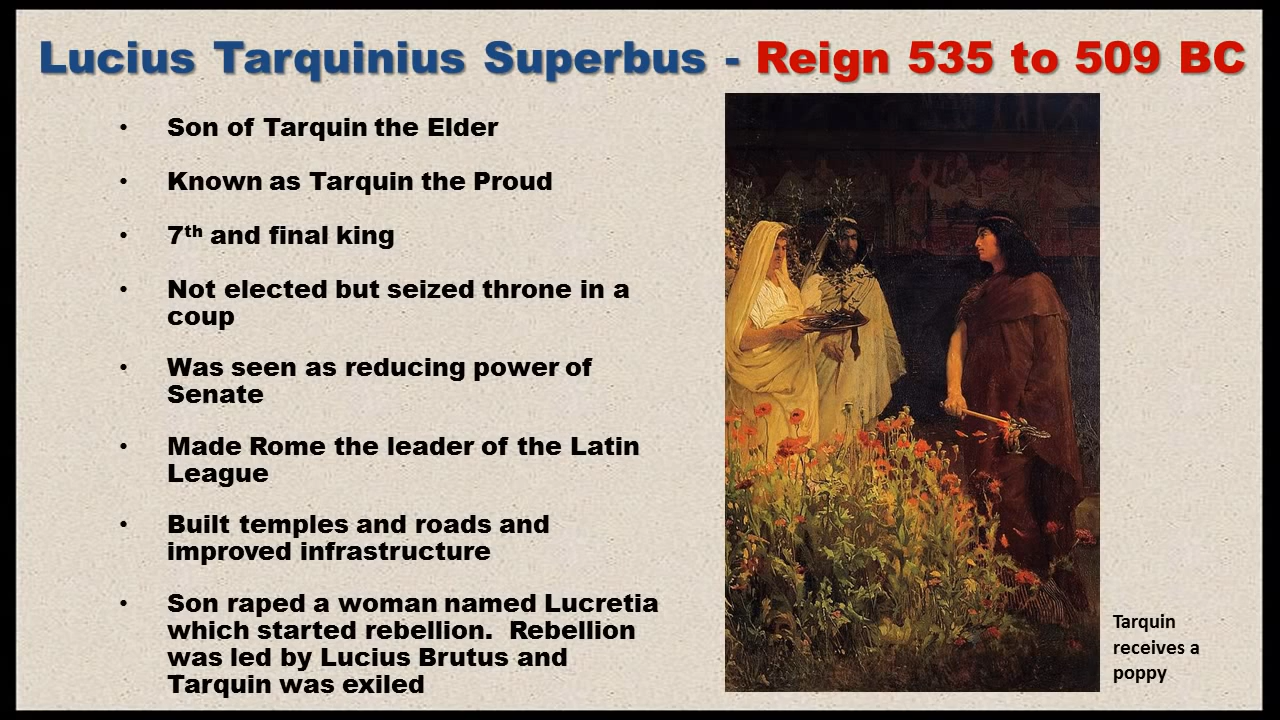 Lucius Tarquinius Superbus - Reign 535 to 509 BC
• Son of Tarquin the Elder
• Known as Tarquin the Proud
• 7th and final king
• Not elected but seized throne in a
coup
• Was seen as reducing power of
Senate
• Made Rome the leader of the Latin
League
• Built temples and roads and
improved infrastructure
• Son raped a woman named Lucretia
which started rebellion.  Rebellion
was led by Lucius Brutus and
Tarquin was exiled
Tarquin
receives a
poppy